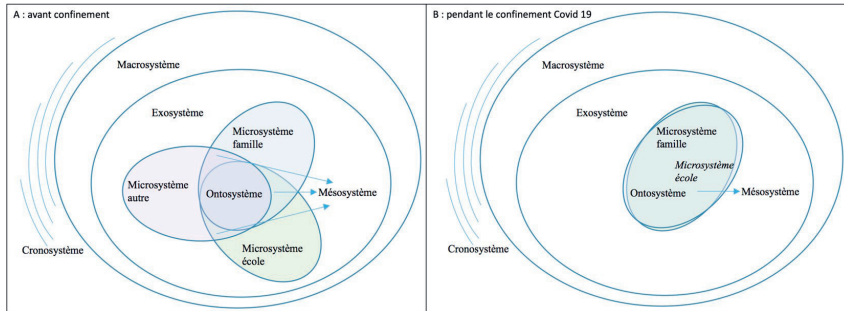 A : avant confinement
Macrosystème
Exosystème
Microsystème
famille
Microsystème
autre
Ontosystème
Mésosystème
Microsystème
école
Cronosystème
B : pendant le confinement Covid 19
Macrosystème
Exosystème
Microsystème
famille
Microsystème
école
Ontosystème
Mésosystème
Cronosystème